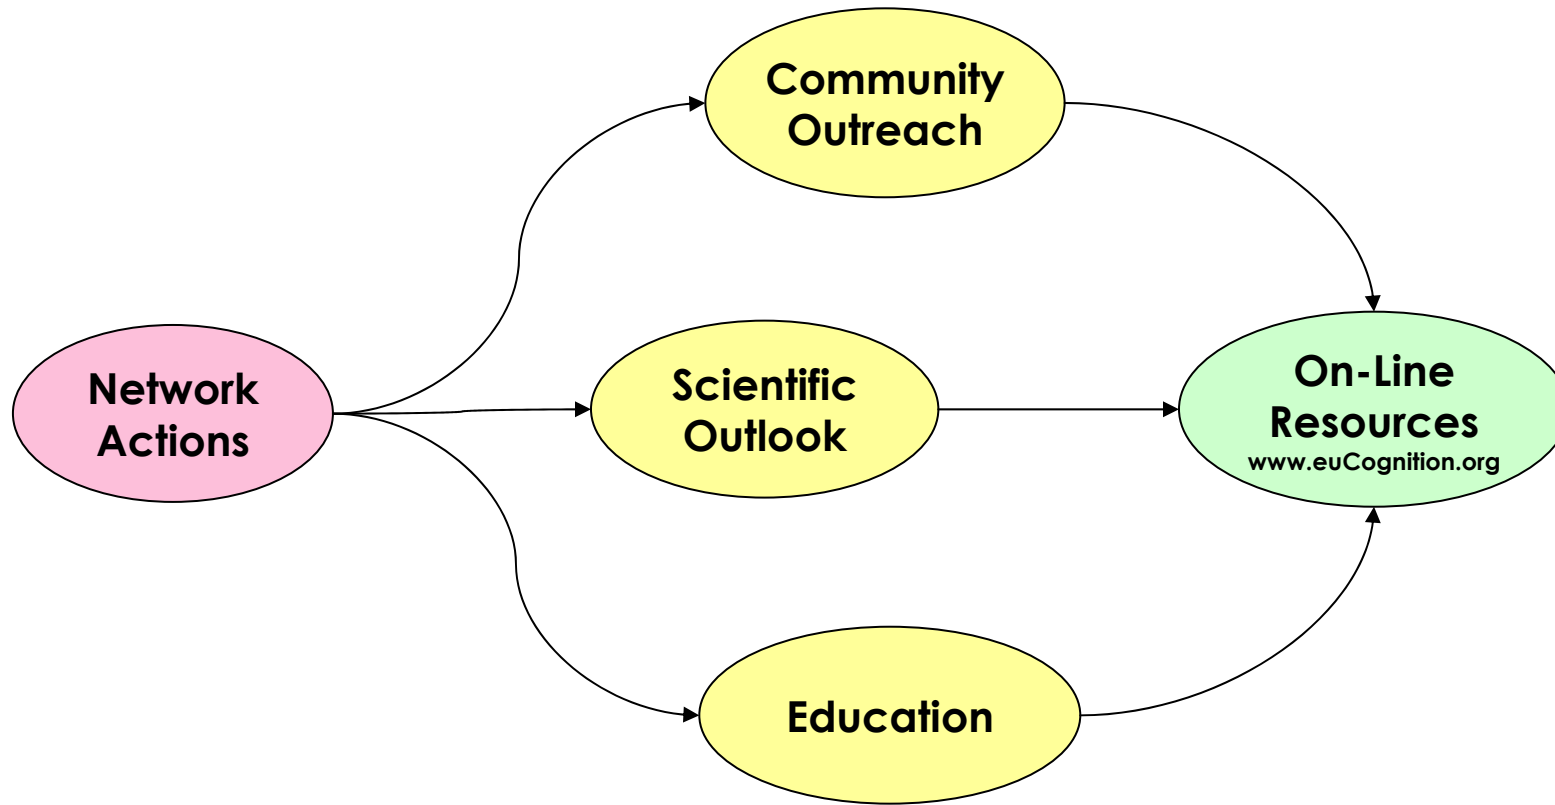 Community
Outreach
Network
Actions
Scientific
Outlook
On-Line
Resources
www.euCognition.org
Education